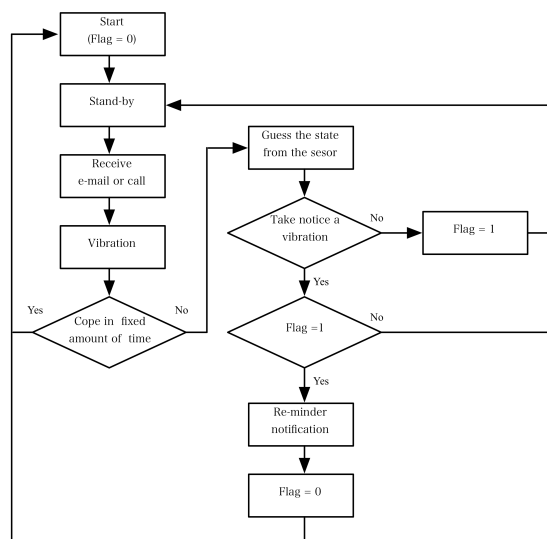 Start
(Flag = 0)
Stand-by
Receive
e-mail or call
Vibration
Yes
Cope in fixed
amount of time
No
Guess the state
from the sesor
Take notice a
vibration
No
Flag = 1
Yes
Flag =1
No
Yes
Re-minder
notification
Flag = 0